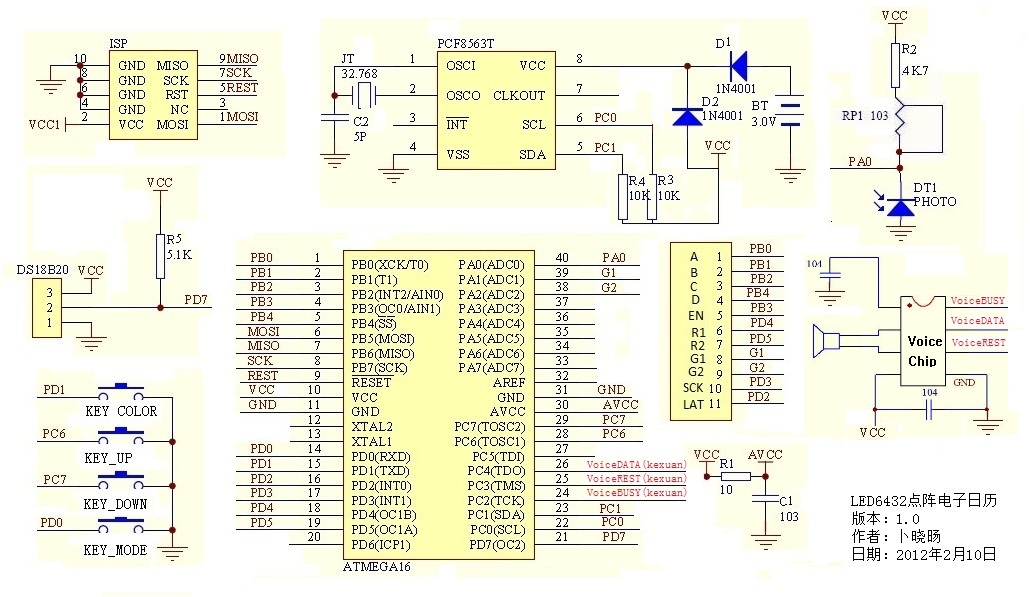 ISP
10 GND MISO 9 MISO
8 GND SCK 7 SCK
6 GND RST 5 REST
4 GND NC 3
VCC1 2 VCC MOSI 1 MOSI
PCF8563T
JT
32.768
C2
5P
1 OSCI VCC 8
2 OSCO CLKOUT 7
3 INT SCL 6 PC0
4 VSS SDA 5 PC1
D1
1N4001
D2
1N4001
BT
3.0V
VCC
R4
10K
R3
10K
VCC
R2
4K7
RP1 103
PA0
DT1
PHOTO
VCC
R5
5.1K
DS18B20
VCC
3
2
1
PD7
PD1
KEY COLOR
PC6
KEY_UP
PC7
KEY_DOWN
PD0
KEY_MODE
PB0 1 PB0(XCK/T0) PA0(ADC0) 40 PA0
PB1 2 PB1(T1) PA1(ADC1) 39 G1
PB2 3 PB2(INT2/AIN0) PA2(ADC2) 38 G2
PB3 4 PB3(OC0/AIN1) PA3(ADC3) 37
PB4 5 PB4(SS) PA4(ADC4) 36
MOSI 6 PB5(MOSI) PA5(ADC5) 35
MISO 7 PB6(MISO) PA6(ADC6) 34
SCK 8 PB7(SCK) PA7(ADC7) 33
REST 9 RESET AREF 32
VCC 10 VCC GND 31 GND
GND 11 GND AVCC 30 AVCC
12 XTAL2 PC7(TOSC2) 29 PC7
13 XTAL1 PC6(TOSC1) 28 PC6
PD0 14 PD0(RXD) PC5(TDI) 27
PD1 15 PD1(TXD) PC4(TDO) 26 VoiceDATA(kexuan)
PD2 16 PD2(INT0) PC3(TMS) 25 VoiceREST(kexuan)
PD3 17 PD3(INT1) PC2(TCK) 24 VoiceBUSY(kexuan)
PD4 18 PD4(OC1B) PC1(SDA) 23 PC1
PD5 19 PD5(OC1A) PC0(SCL) 22 PC0
20 PD6(ICP1) PD7(OC2) 21 PD7
ATMEGA16
A 1 PB0
B 2 PB1
C 3 PB2
D 4 PB4
EN 5 PB3
R1 6 PD4
R2 7 PD5
G1 8 G1
G2 9 G2
SCK 10 PD3
LAT 11 PD2
104
Voice
Chip
VoiceBUSY
VoiceDATA
VoiceREST
GND
104
VCC
VCC
R1
10
AVCC
C1
103
LED6432点阵电子日历
版本：1.0
作者：卜晓旸
日期：2012年2月10日